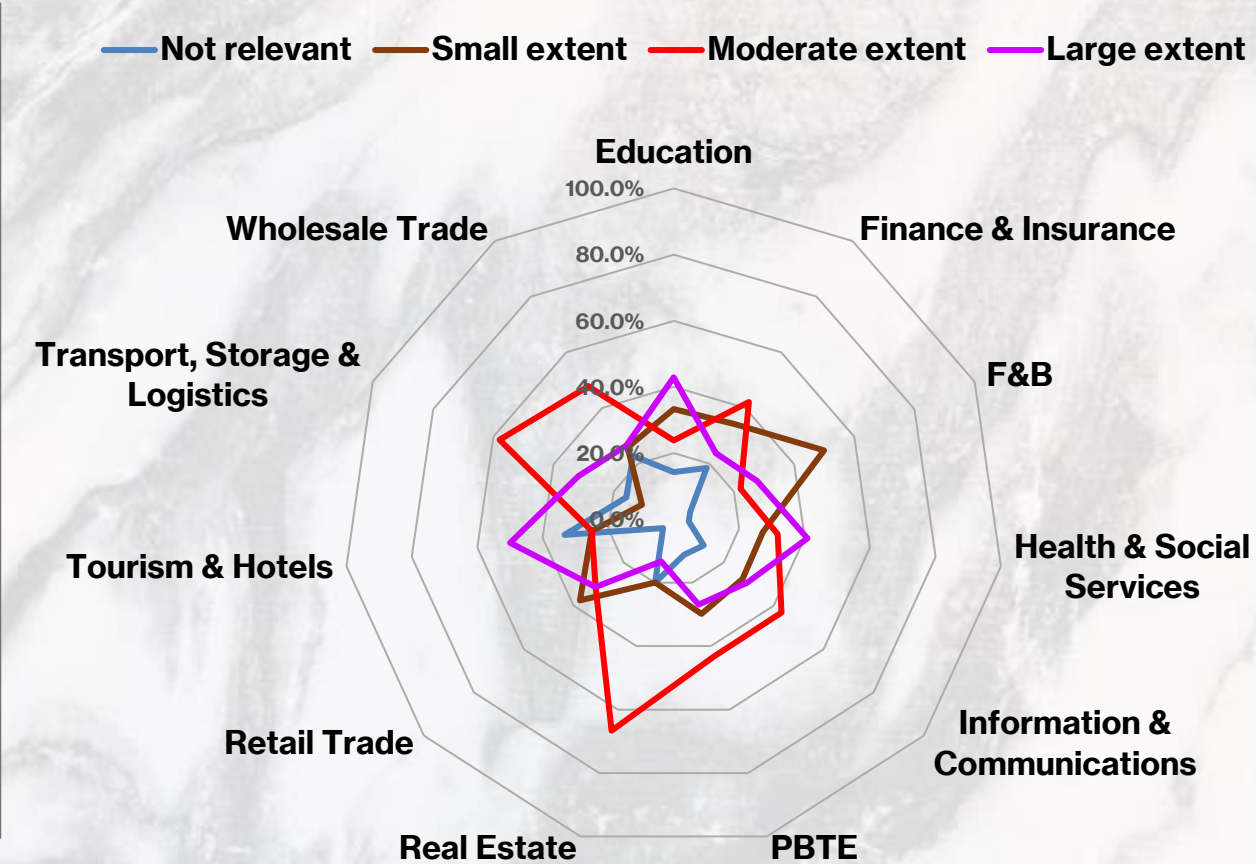 Not relevant Small extent Moderate extent Large extent
Education
100.0%
Wholesale Trade
Finance & Insurance
80.0%
60.0%
Transport, Storage &
Logistics
F&B
40.0%
20.0%
0.0%
Health & Social
Services
Tourism & Hotels
Information &
Communications
Retail Trade
Real Estate
PBTE